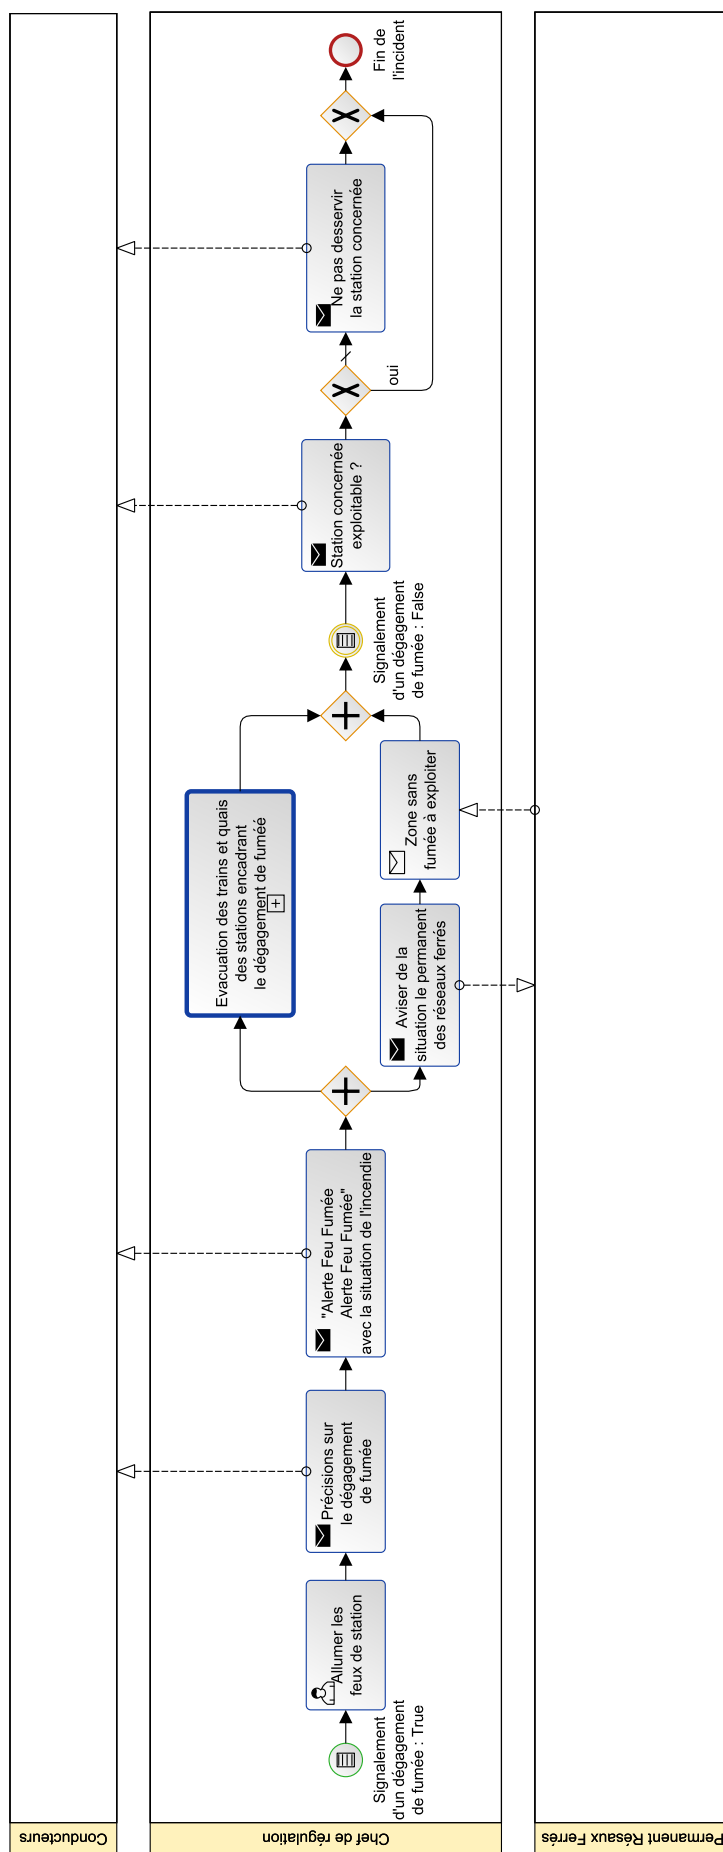 Conducteurs
Chef de régulation
Permanent Résaux Ferrés
Signalement
d'un dégagement
de fumée : True
Allumer les
feux de station
Précisions sur
le dégagement
de fumée
"Alerte Feu Fumée
Alerte Feu Fumée"
avec la situation de l'incendie
Evacuation des trains et quais
des stations encadrant
le dégagement de fuméé
Aviser de la
situation le permanent
des réseaux ferrés
Zone sans
fumée à exploiter
Signalement
d'un dégagement
de fumée : False
Station concernée
exploitable ?
oui
Ne pas desservir
la station concernée
Fin de
l'incident